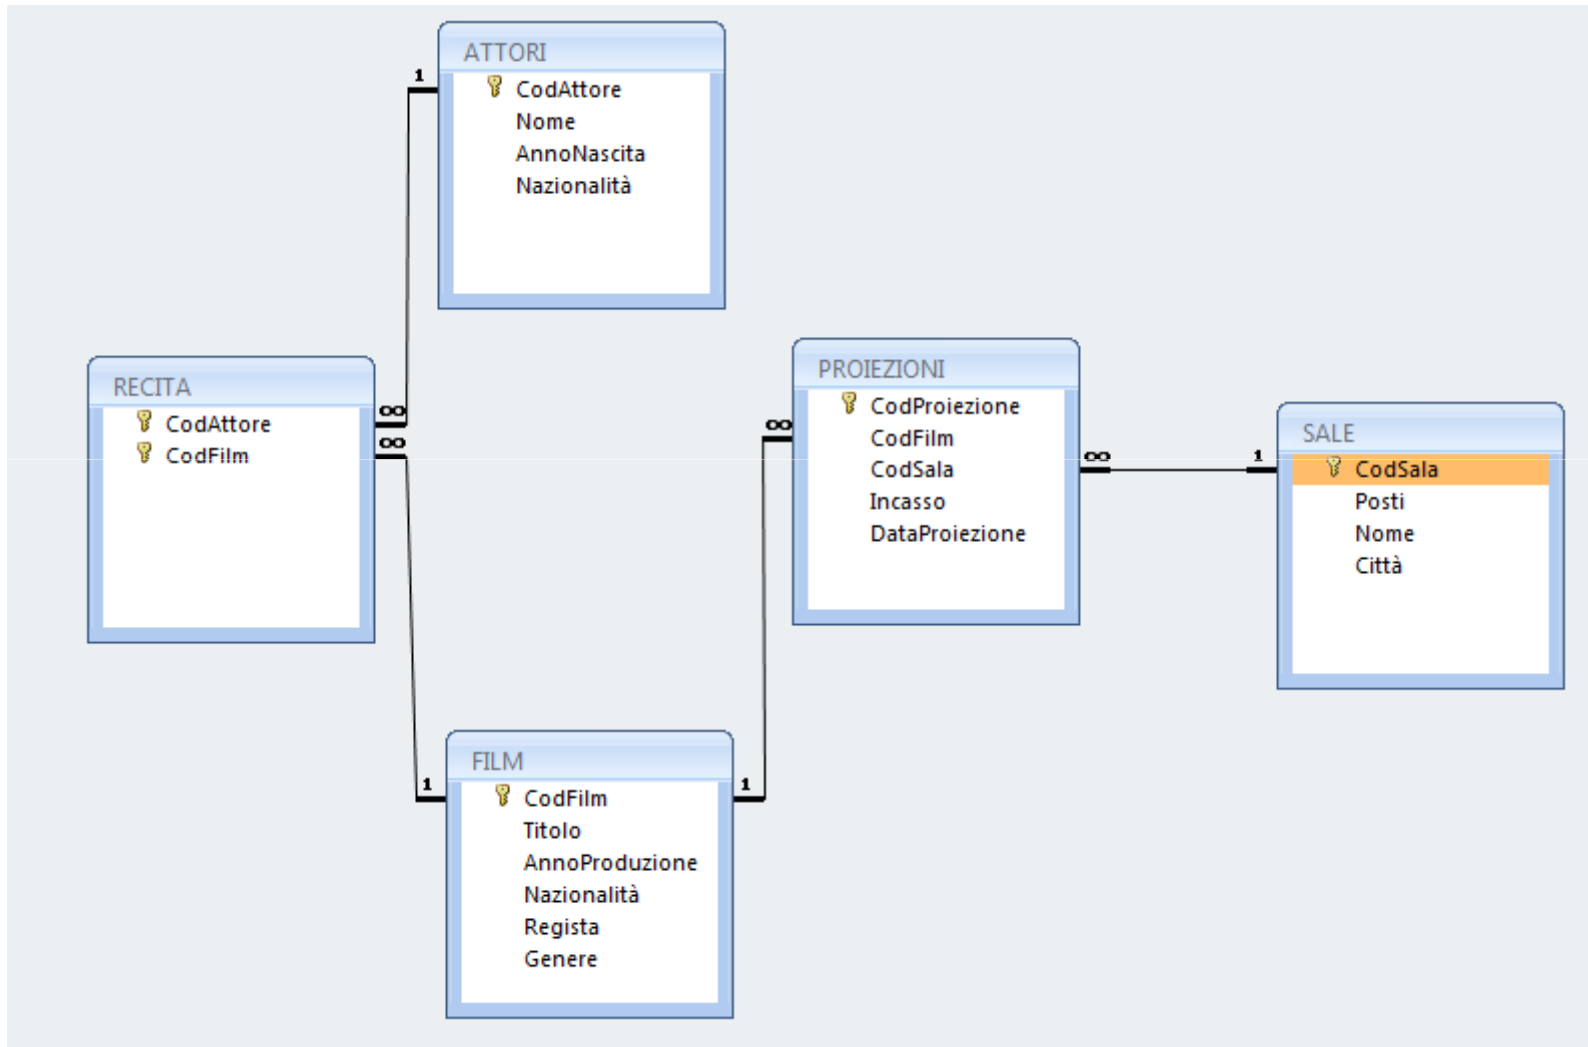 ATTORI
CodAttore
Nome
AnnoNascita
Nazionalità
1
RECITA
CodAttore
CodFilm
∞
∞
PROIEZIONI
CodProiezione
CodFilm
CodSala
Incasso
DataProiezione
∞
∞
1
SALE
CodSala
Posti
Nome
Città
FILM
CodFilm
Titolo
AnnoProduzione
Nazionalità
Regista
Genere
1
1